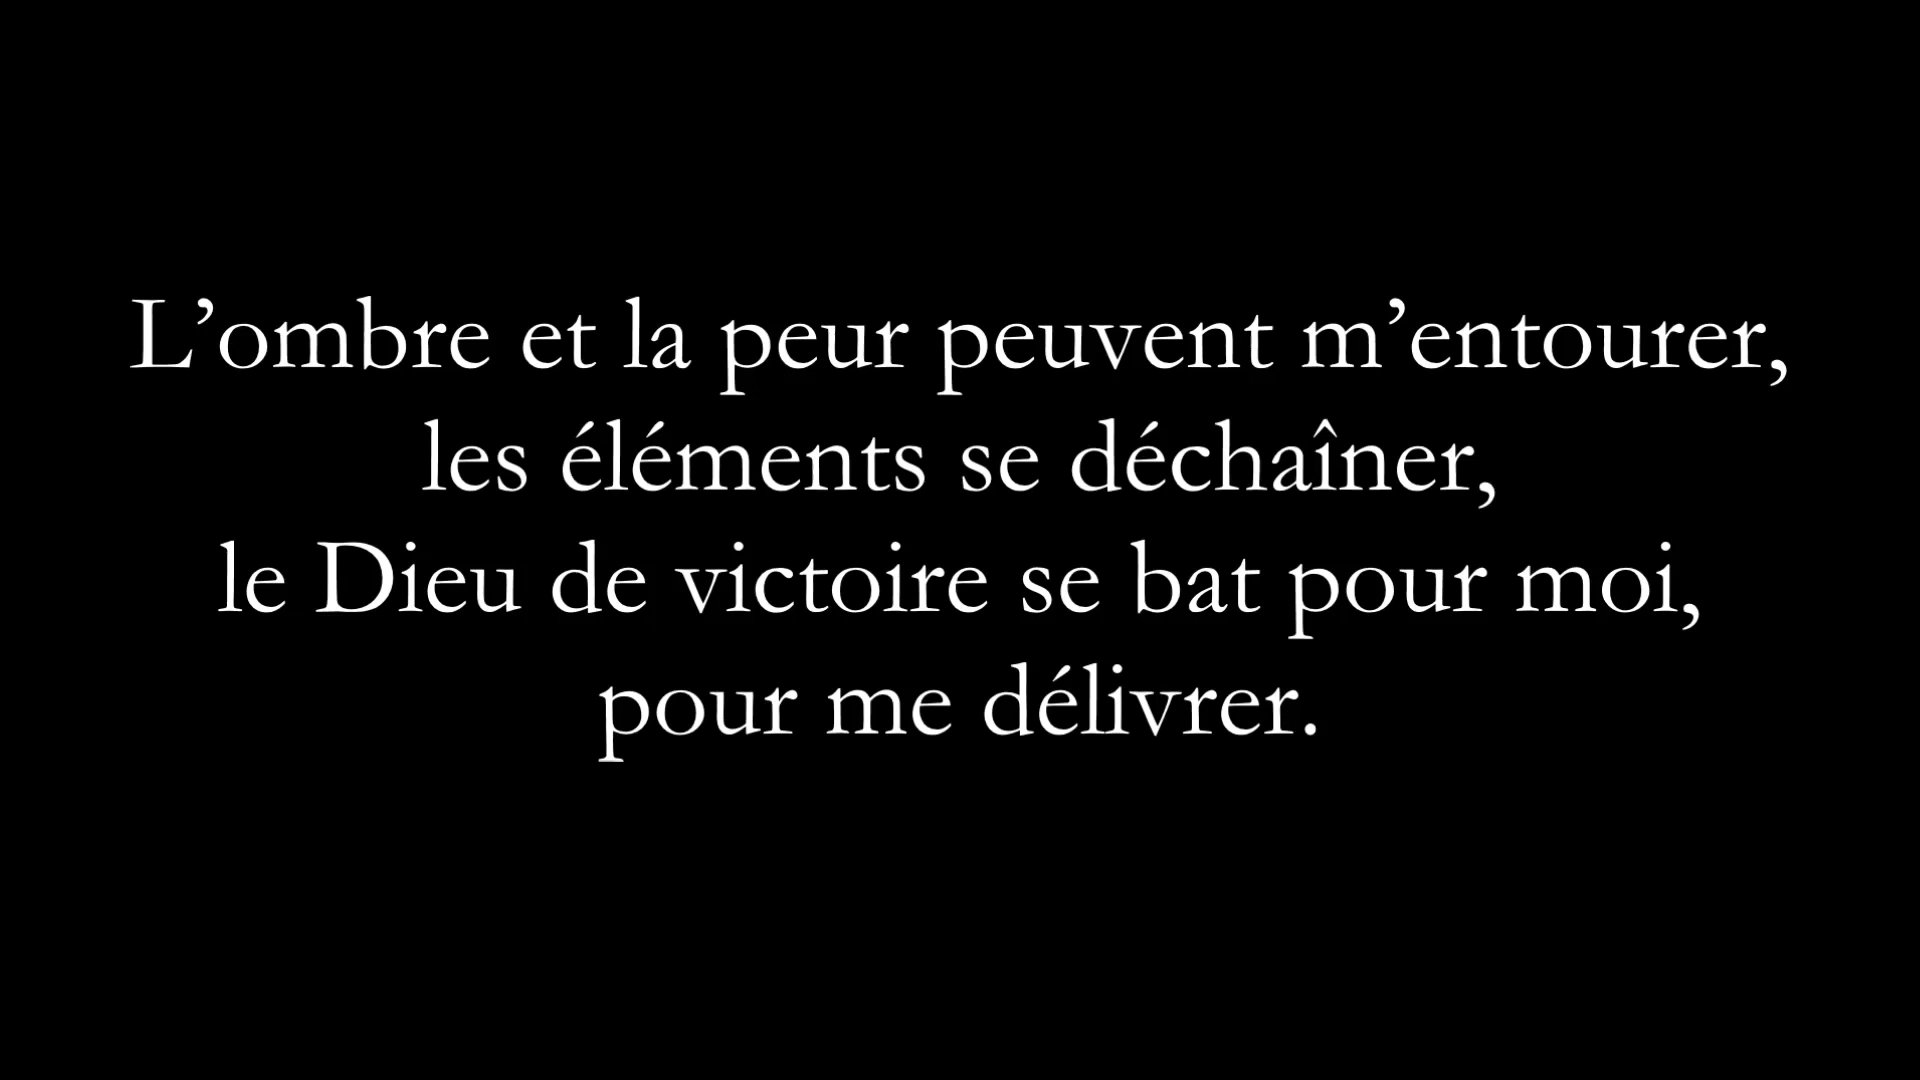 L’ombre et la peur peuvent m’entourer,
les éléments se déchaîner,
le Dieu de victoire se bat pour moi,
pour me délivrer.